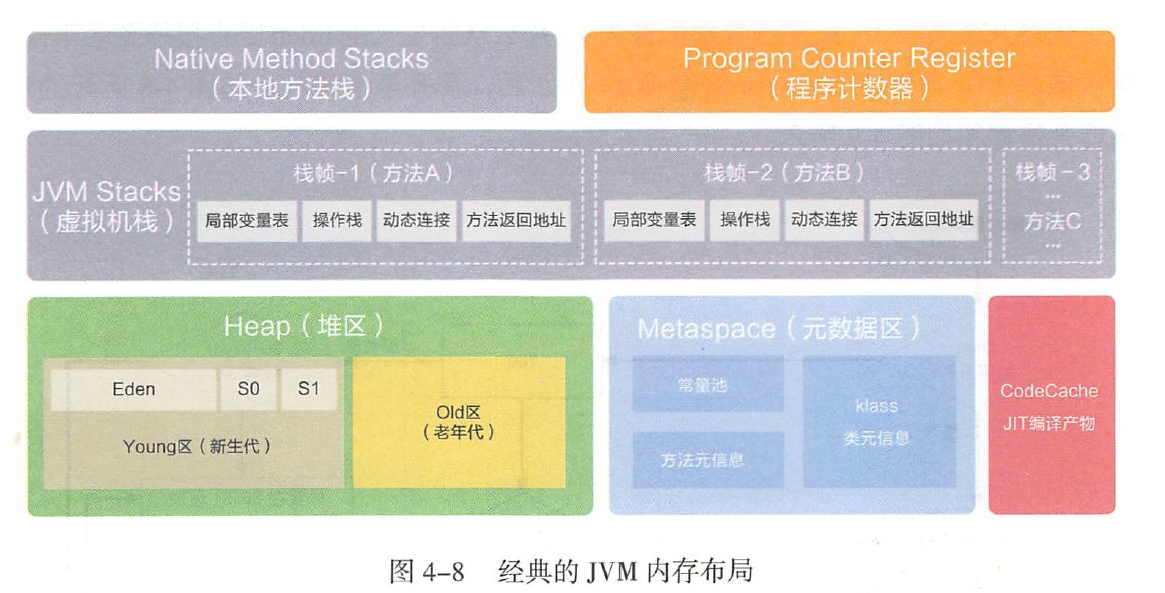 Native Method Stacks
（本地方法栈）
Program Counter Register
（程序计数器）
JVM Stacks
（虚拟机栈）
栈帧-1（方法A）
局部变量表
操作栈
动态连接
方法返回地址
栈帧-2（方法B）
局部变量表
操作栈
动态连接
方法返回地址
栈帧-3
...
方法C
...
Heap（堆区）
Eden
S0
S1
Young区（新生代）
Old区
（老年代）
Metaspace（元数据区）
常量池
方法元信息
klass
类元信息
CodeCache
JIT编译产物
图 4-8 经典的 JVM 内存布局